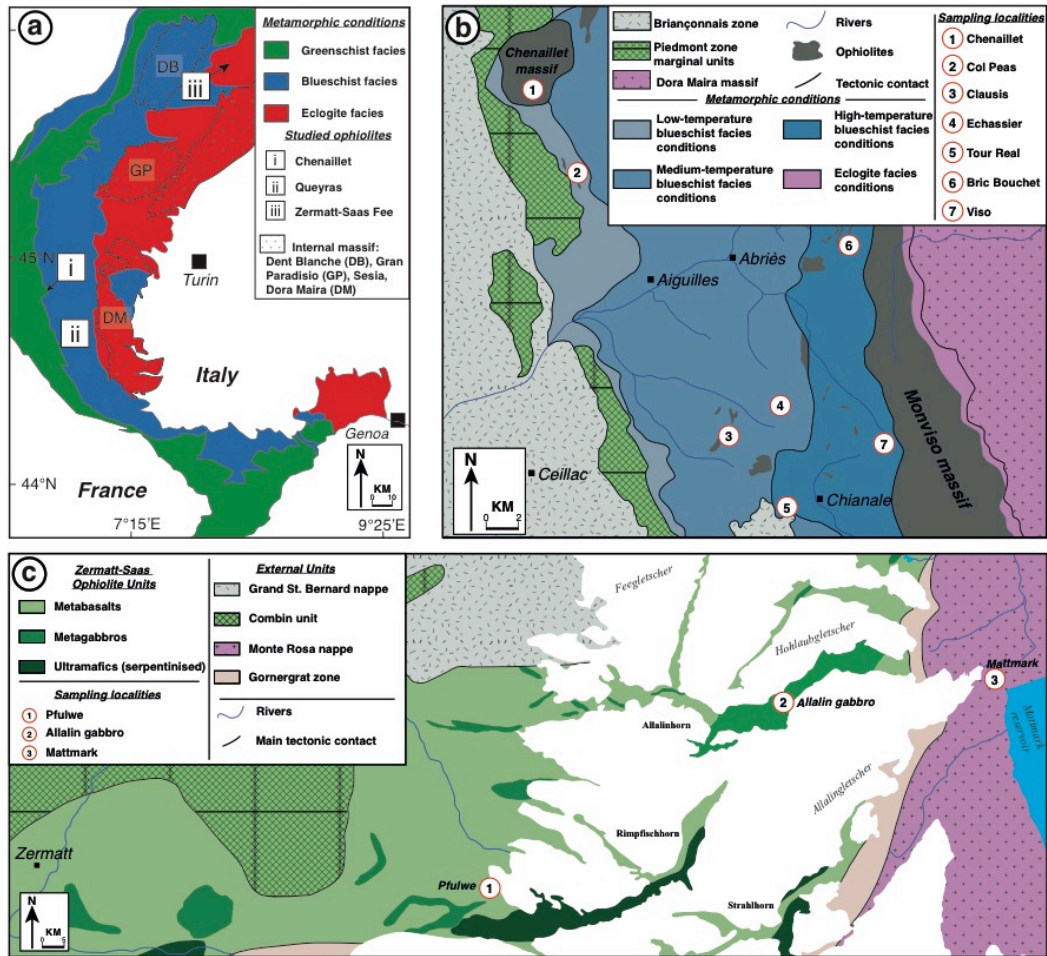 a
Metamorphic conditions
Greenschist facies
Blueschist facies
Eclogite facies
Studied ophiolites
i
Chenaillet
ii
Queyras
iii
Zermatt-Saas Fee
Internal massif:
Dent Blanche (DB), Gran
Paradisio (GP), Sesia,
Dora Maira (DM)
DB
iii
GP
45°N
i
Turin
ii
DM
Italy
Genoa
N
KM
0 10
44°N
France
7°15'E
9°25'E
b
Briançonnais zone
Piedmont zone
marginal units
Dora Maira massif
Rivers
Ophiolites
Tectonic contact
Metamorphic conditions
Low-temperature
blueschist facies
conditions
High-temperature
blueschist facies
conditions
Medium-temperature
blueschist facies
conditions
Eclogite facies
conditions
Sampling localities
1 Chenaillet
2 Col Peas
3 Clausis
4 Echassier
5 Tour Real
6 Bric Bouchet
7 Viso
Chenaillet
massif
1
2
6
Abriès
Aiguilles
4
3
7
Monviso massif
N
KM
0 2
Ceillac
5
Chianale
c
Zermatt-Saas
Ophiolite Units
Metabasalts
Metagabbros
Ultramafics (serpentinised)
Sampling localities
1 Pfulwe
2 Allalin gabbro
3 Mattmark
External Units
Grand St. Bernard nappe
Combin unit
Monte Rosa nappe
Gornergrat zone
Rivers
Main tectonic contact
Feegletscher
Hohlaubgletscher
Mattmark
3
2 Allalin gabbro
Allalinhorn
Mattmark
reservoir
Allalingletscher
Rimpfischhorn
Zermatt
Pfulwe 1
Strahlhorn
N
KM